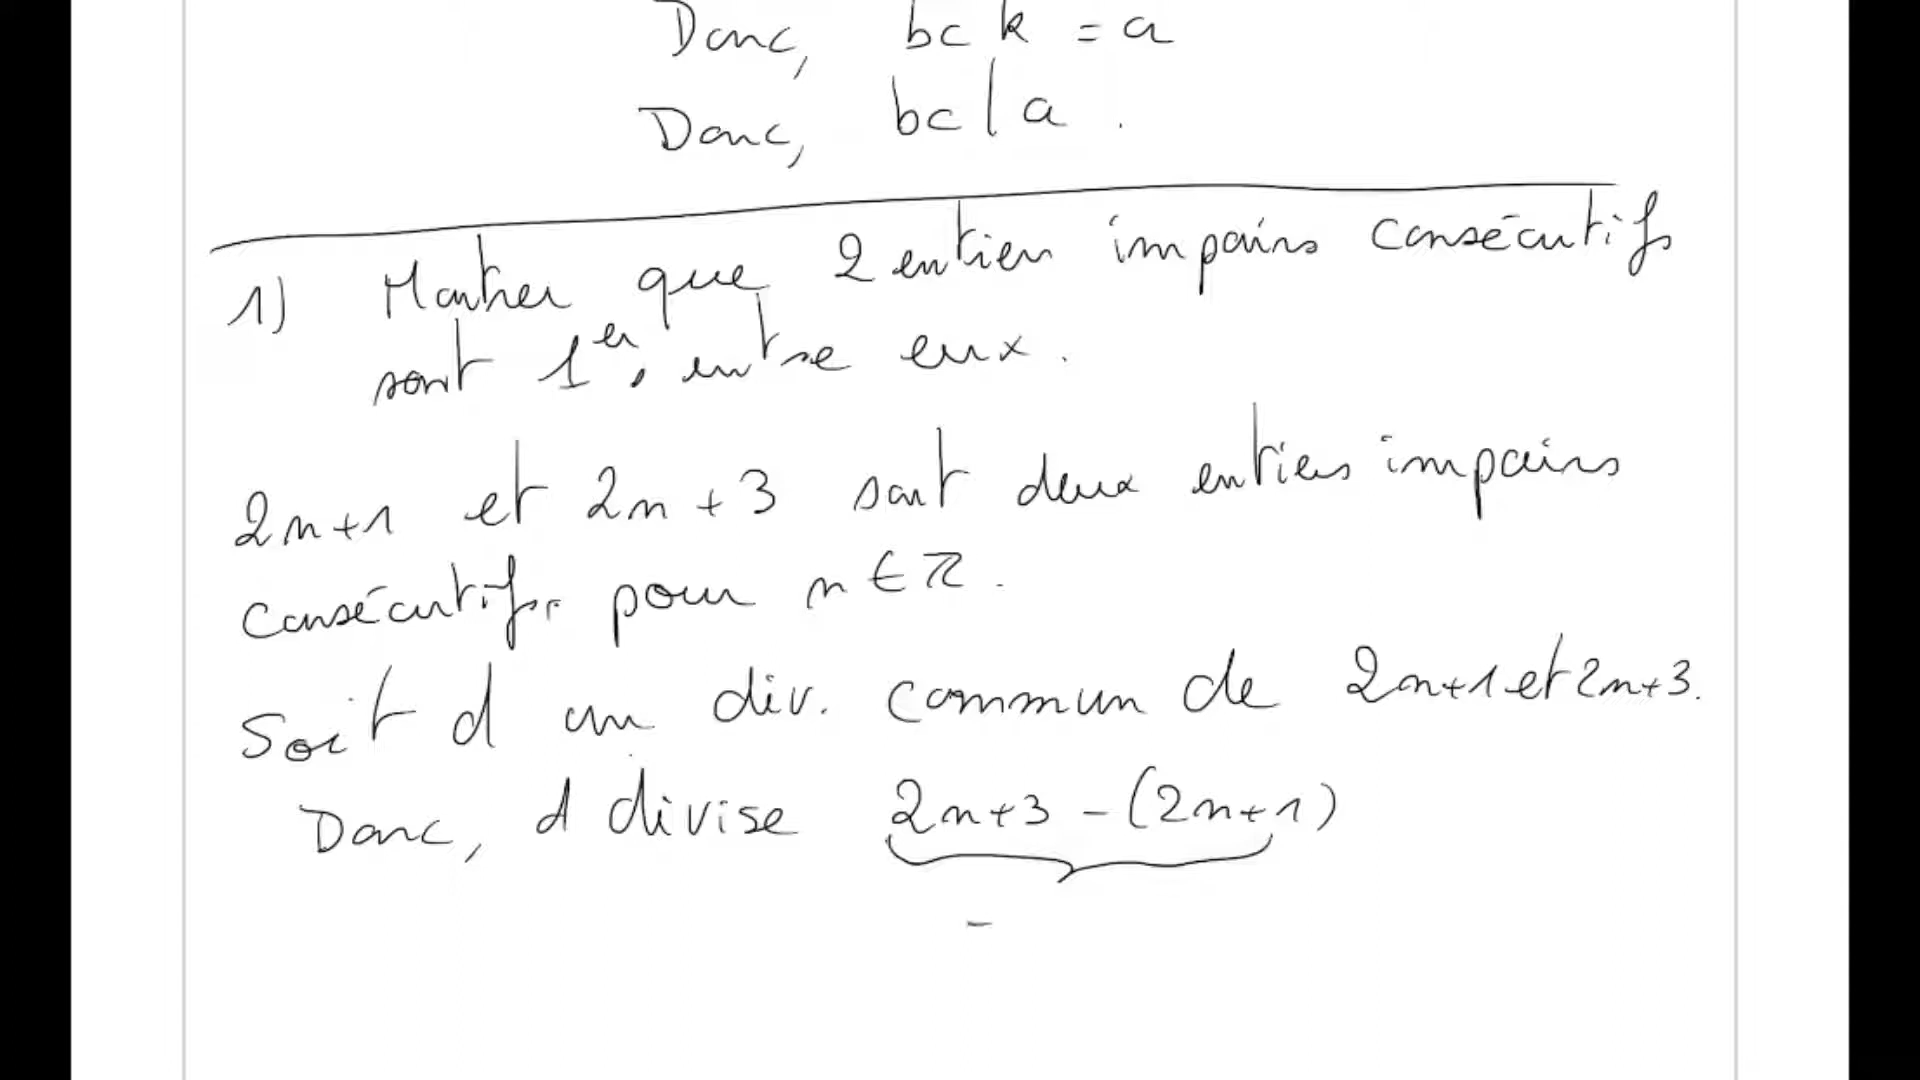 Donc, bc k = a
Donc, bc | a .
1) Montrer que 2 entiers impairs consécutifs
sont 1ers entre eux .
2n+1 et 2n+3 sont deux entiers impairs
consécutifs pour n ∈ ℤ .
Soit d un div. commun de 2n+1 et 2n+3.
Donc, d divise 2n+3 - (2n+1)